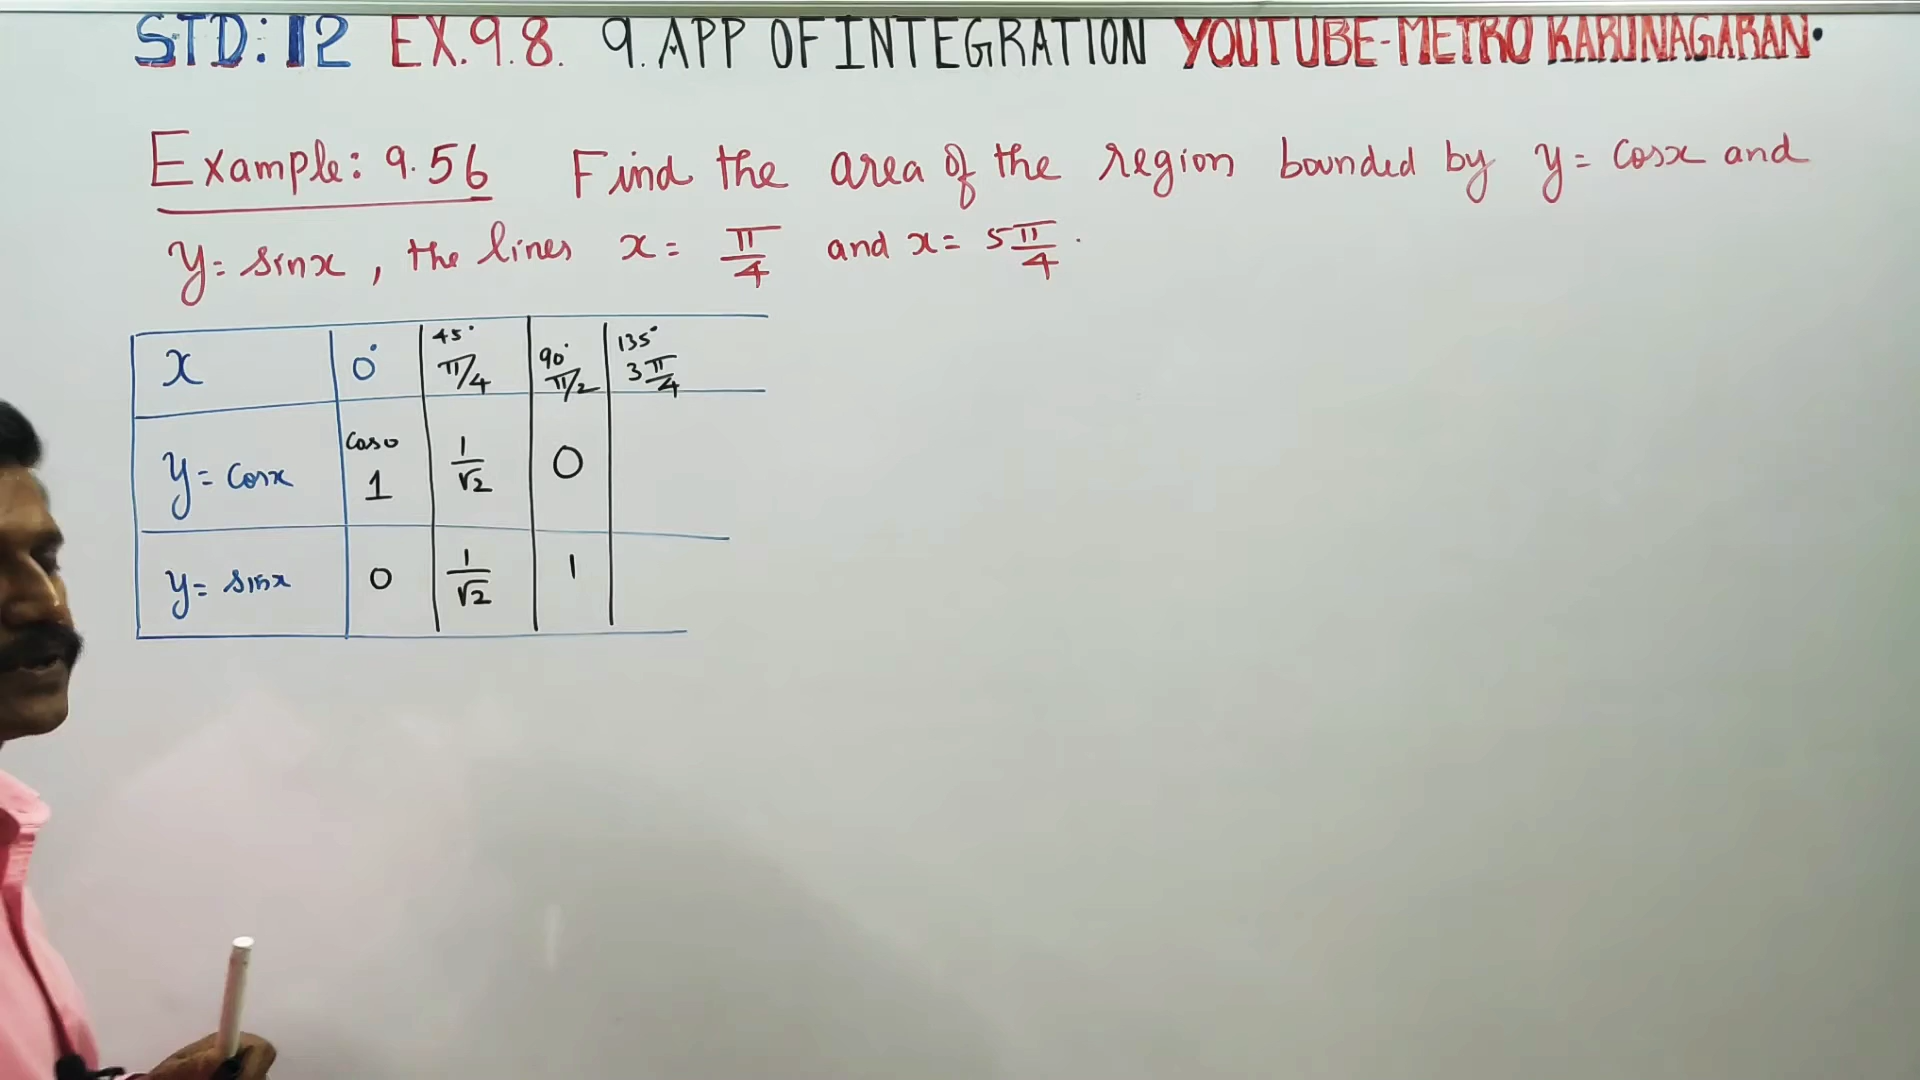 STD: 12 EX.9.8. 9. APP OF INTEGRATION YOUTUBE-METRO KARUNAGARAN.
Example: 9.56 Find the area of the region bounded by y = cosx and
y = sinx, the lines x = π/4 and x = 5π/4.
x 0° 45° π/4 90° π/2 135° 3π/4
y = cosx cos0 1 1/√2 0
y = sinx 0 1/√2 1